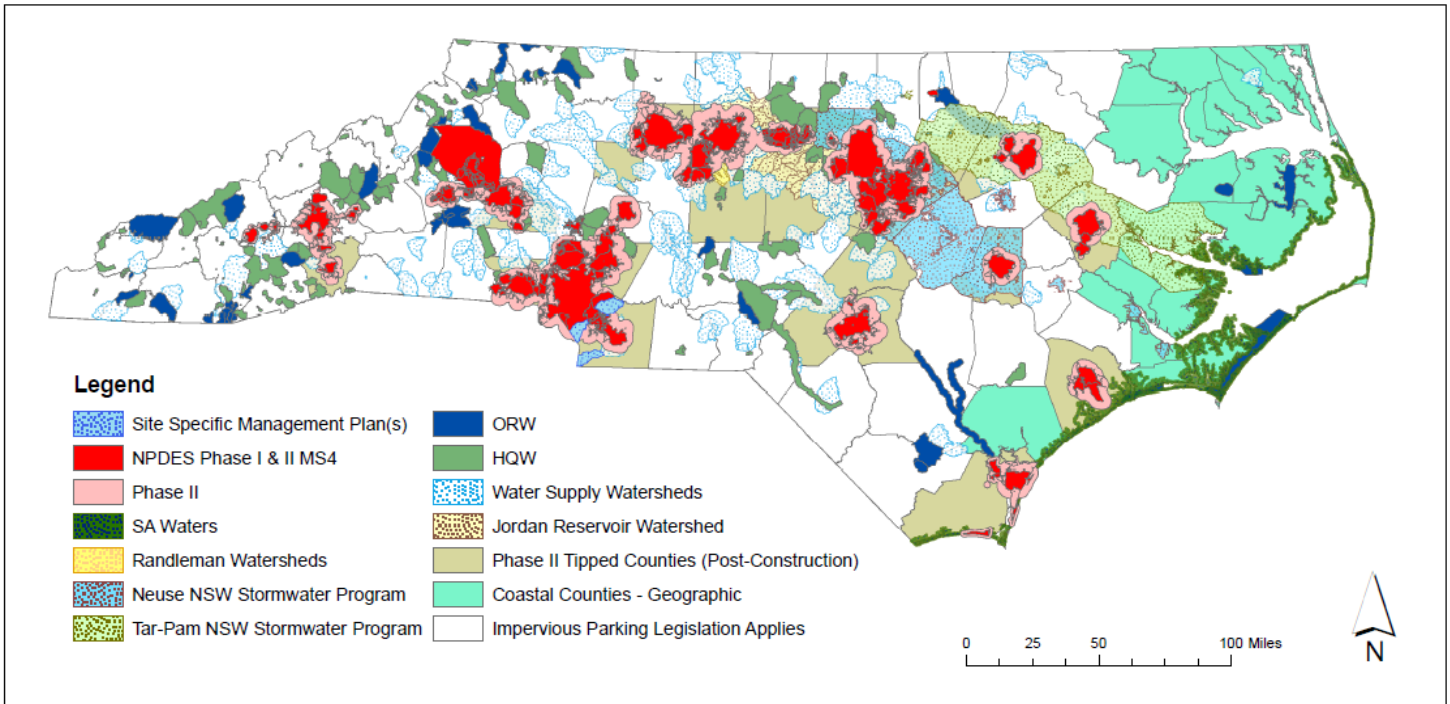 Legend
Site Specific Management Plan(s)
NPDES Phase I & II MS4
Phase II
SA Waters
Randleman Watersheds
Neuse NSW Stormwater Program
Tar-Pam NSW Stormwater Program
ORW
HQW
Water Supply Watersheds
Jordan Reservoir Watershed
Phase II Tipped Counties (Post-Construction)
Coastal Counties - Geographic
Impervious Parking Legislation Applies
0 25 50 100 Miles
N